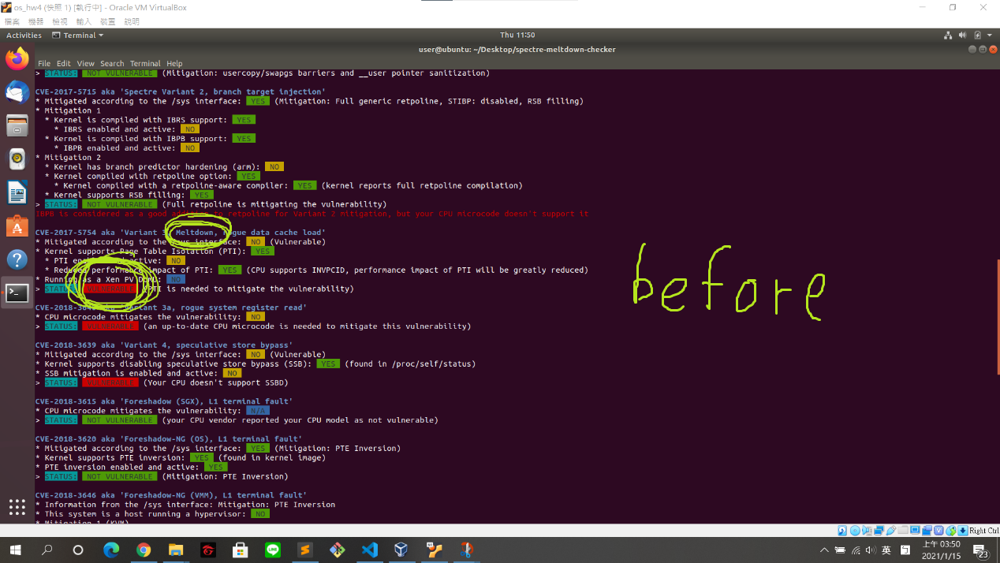 os_hw4 (快照 1) [執行中] - Oracle VM VirtualBox
檔案 機器 檢視 輸入 裝置 說明
Activities Terminal Thu 11:50
user@ubuntu: ~/Desktop/spectre-meltdown-checker
File Edit View Search Terminal Help
> STATUS: NOT VULNERABLE (Mitigation: usercopy/swapgs barriers and __user pointer sanitization)
CVE-2017-5715 aka 'Spectre Variant 2, branch target injection'
* Mitigated according to the /sys interface: YES (Mitigation: Full generic retpoline, STIBP: disabled, RSB filling)
* Mitigation 1
* Kernel is compiled with IBRS support: YES
* IBRS enabled and active: NO
* Kernel is compiled with IBPB support: YES
* IBPB enabled and active: NO
* Mitigation 2
* Kernel has branch predictor hardening (arm): NO
* Kernel compiled with retpoline option: YES
* Kernel compiled with a retpoline-aware compiler: YES (kernel reports full retpoline compilation)
* Kernel supports RSB filling: YES
> STATUS: NOT VULNERABLE (Full retpoline is mitigating the vulnerability)
IBPB is considered as a good addition to retpoline for Variant 2 mitigation, but your CPU microcode doesn't support it
CVE-2017-5754 aka 'Variant 3, Meltdown, rogue data cache load'
* Mitigated according to the /sys interface: NO (Vulnerable)
* Kernel supports Page Table Isolation (PTI): YES
* PTI enabled and active: NO
* Reduced performance impact of PTI: YES (CPU supports INVPCID, performance impact of PTI will be greatly reduced)
* Running as a Xen PV DomU: NO
> STATUS: VULNERABLE (PTI is needed to mitigate the vulnerability)
before
CVE-2018-3640 aka 'Variant 3a, rogue system register read'
* CPU microcode mitigates the vulnerability: NO
> STATUS: VULNERABLE (an up-to-date CPU microcode is needed to mitigate this vulnerability)
CVE-2018-3639 aka 'Variant 4, speculative store bypass'
* Mitigated according to the /sys interface: NO (Vulnerable)
* Kernel supports disabling speculative store bypass (SSB): YES (found in /proc/self/status)
* SSB mitigation is enabled and active: NO
> STATUS: VULNERABLE (Your CPU doesn't support SSBD)
CVE-2018-3615 aka 'Foreshadow (SGX), L1 terminal fault'
* CPU microcode mitigates the vulnerability: N/A
> STATUS: NOT VULNERABLE (your CPU vendor reported your CPU model as not vulnerable)
CVE-2018-3620 aka 'Foreshadow-NG (OS), L1 terminal fault'
* Mitigated according to the /sys interface: YES (Mitigation: PTE Inversion)
* Kernel supports PTE inversion: YES (found in kernel image)
* PTE inversion enabled and active: YES
> STATUS: NOT VULNERABLE (Mitigation: PTE Inversion)
CVE-2018-3646 aka 'Foreshadow-NG (VMM), L1 terminal fault'
* Information from the /sys interface: Mitigation: PTE Inversion
* This system is a host running a hypervisor: NO
* Mitigation 1 (KVM)
Right Ctrl
英 上午 03:50
2021/1/15 23